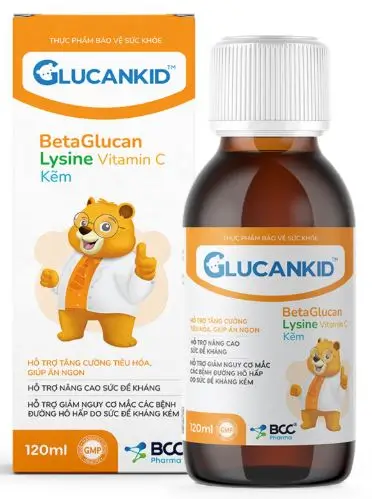 THỰC PHẨM BẢO VỆ SỨC KHỎE
GLUCANKID™
BetaGlucan
Lysine Vitamin C
Kẽm
HỖ TRỢ TĂNG CƯỜNG TIÊU HÓA,
GIÚP ĂN NGON
HỖ TRỢ NÂNG CAO SỨC ĐỀ KHÁNG
HỖ TRỢ GIẢM NGUY CƠ MẮC CÁC BỆNH
ĐƯỜNG HÔ HẤP DO SỨC ĐỀ KHÁNG KÉM
120ml
GMP
BCC®
Pharma
THỰC PHẨM BẢO VỆ SỨC KHỎE
GLUCANKID™
BetaGlucan
Lysine Vitamin C
Kẽm
HỖ TRỢ TĂNG CƯỜNG
TIÊU HÓA, GIÚP ĂN NGON
HỖ TRỢ NÂNG CAO
SỨC ĐỀ KHÁNG
HỖ TRỢ GIẢM NGUY CƠ MẮC
CÁC BỆNH ĐƯỜNG HÔ HẤP
DO SỨC ĐỀ KHÁNG KÉM
120ml
GMP
BCC®
Pharma